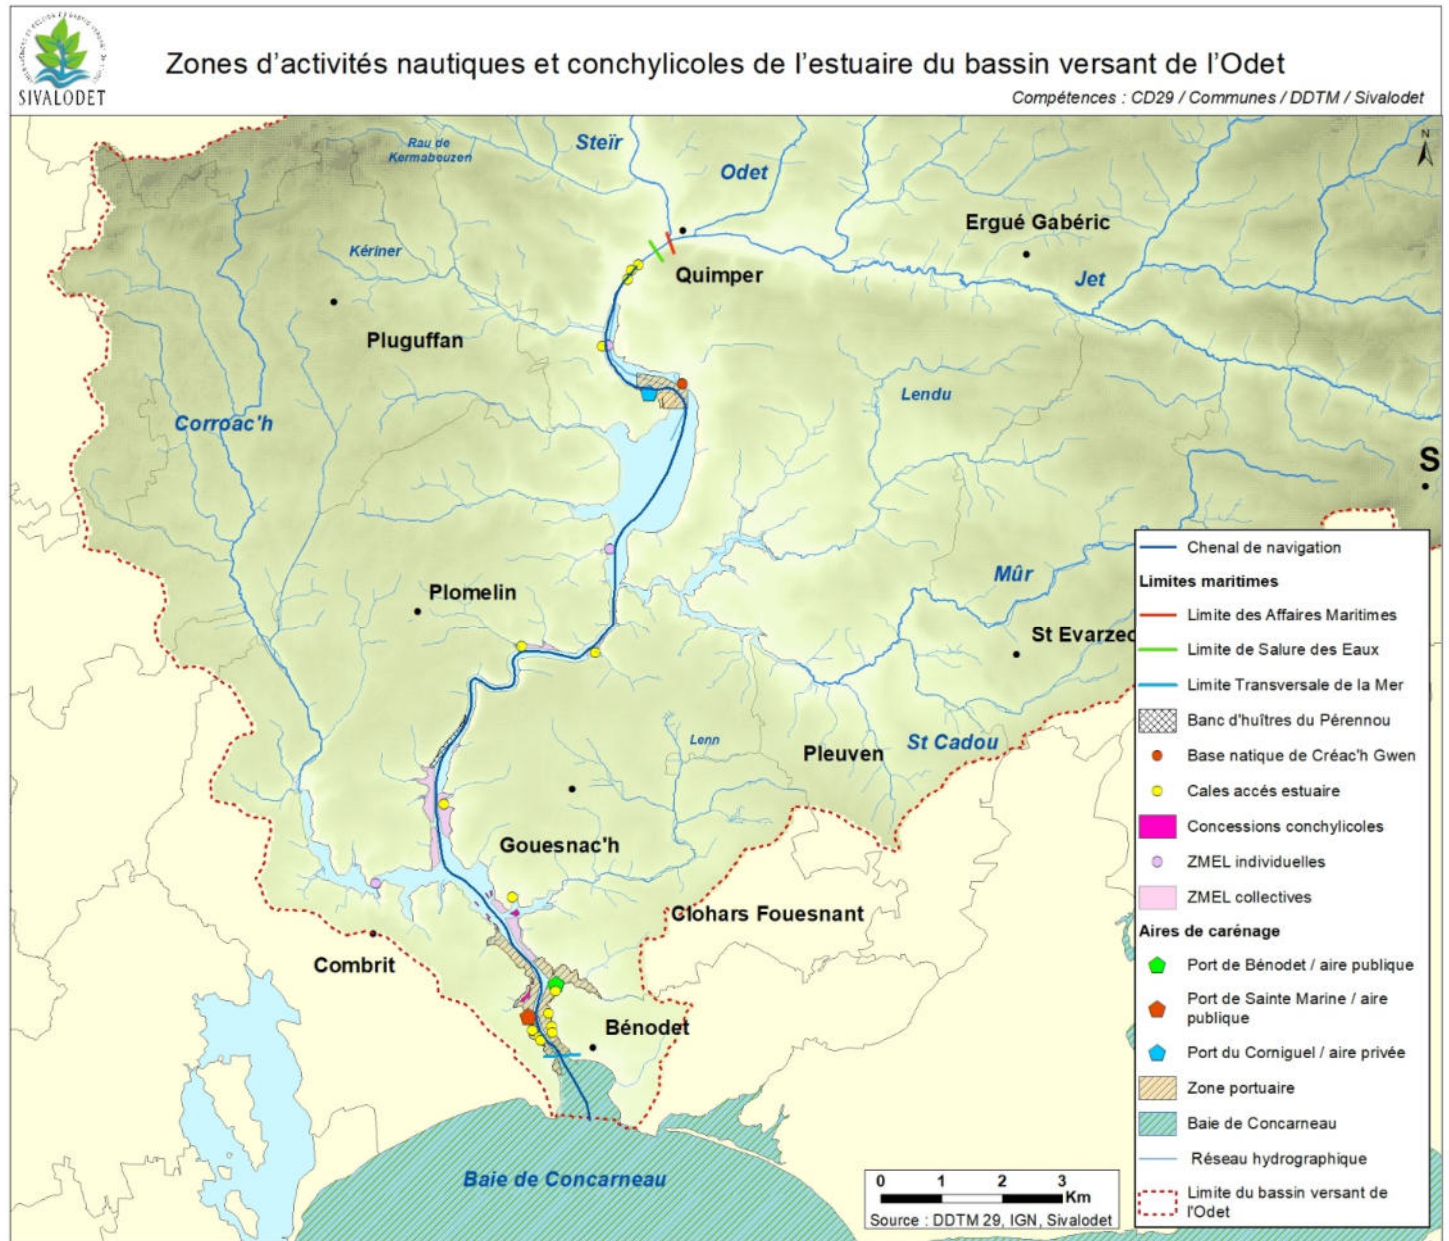 SIVALODET
Zones d'activités nautiques et conchylicoles de l'estuaire du bassin versant de l'Odet
Compétences : CD29 / Communes / DDTM / Sivalodet
N
Rau de
Kermabeuzen
Steïr
Odet
Ergué Gabéric
Kériner
Quimper
Jet
Pluguffan
Corroac'h
Lendu
S
Plomelin
Mûr
St Evarzec
Lenn
Pleuven
St Cadou
Gouesnac'h
Clohars Fouesnant
Combrit
Bénodet
Baie de Concarneau
Chenal de navigation
Limites maritimes
Limite des Affaires Maritimes
Limite de Salure des Eaux
Limite Transversale de la Mer
Banc d'huîtres du Pérennou
Base natique de Créac'h Gwen
Cales accés estuaire
Concessions conchylicoles
ZMEL individuelles
ZMEL collectives
Aires de carénage
Port de Bénodet / aire publique
Port de Sainte Marine / aire
publique
Port du Corniguel / aire privée
Zone portuaire
Baie de Concarneau
Réseau hydrographique
Limite du bassin versant de
l'Odet
0 1 2 3
Km
Source : DDTM 29, IGN, Sivalodet